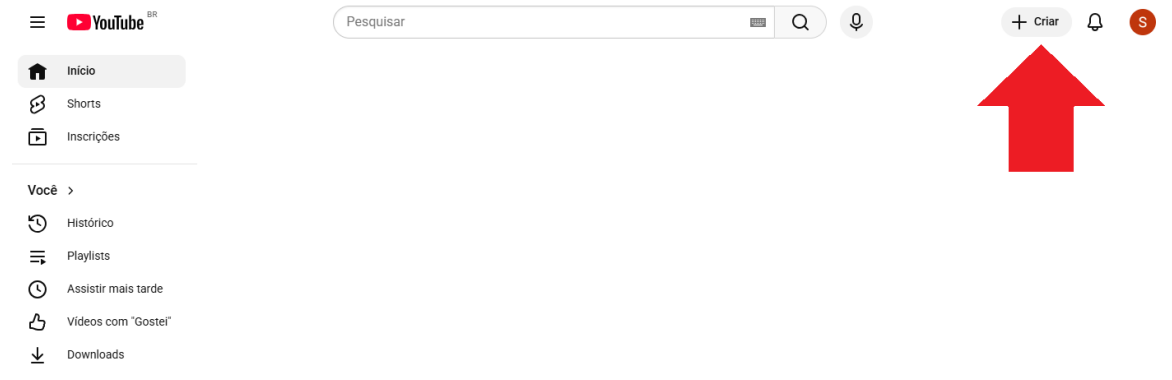 YouTube BR
Pesquisar
Criar
S
Início
Shorts
Inscrições
Você
Histórico
Playlists
Assistir mais tarde
Vídeos com "Gostei"
Downloads